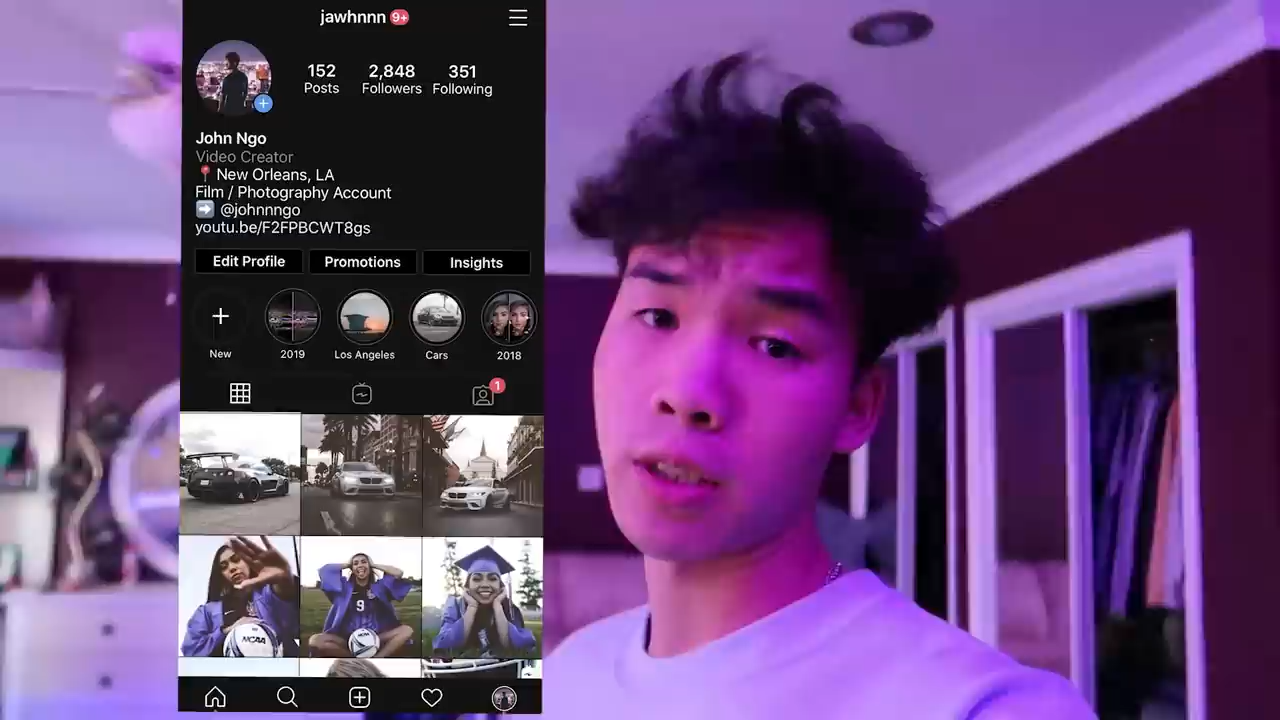 jawhnnn 9+
152 2,848 351
Posts Followers Following
John Ngo
Video Creator
New Orleans, LA
Film / Photography Account
@johnnngo
youtu.be/F2FPBCWT8gs
Edit Profile Promotions Insights
New 2019 Los Angeles Cars 2018
1
9
NCAA